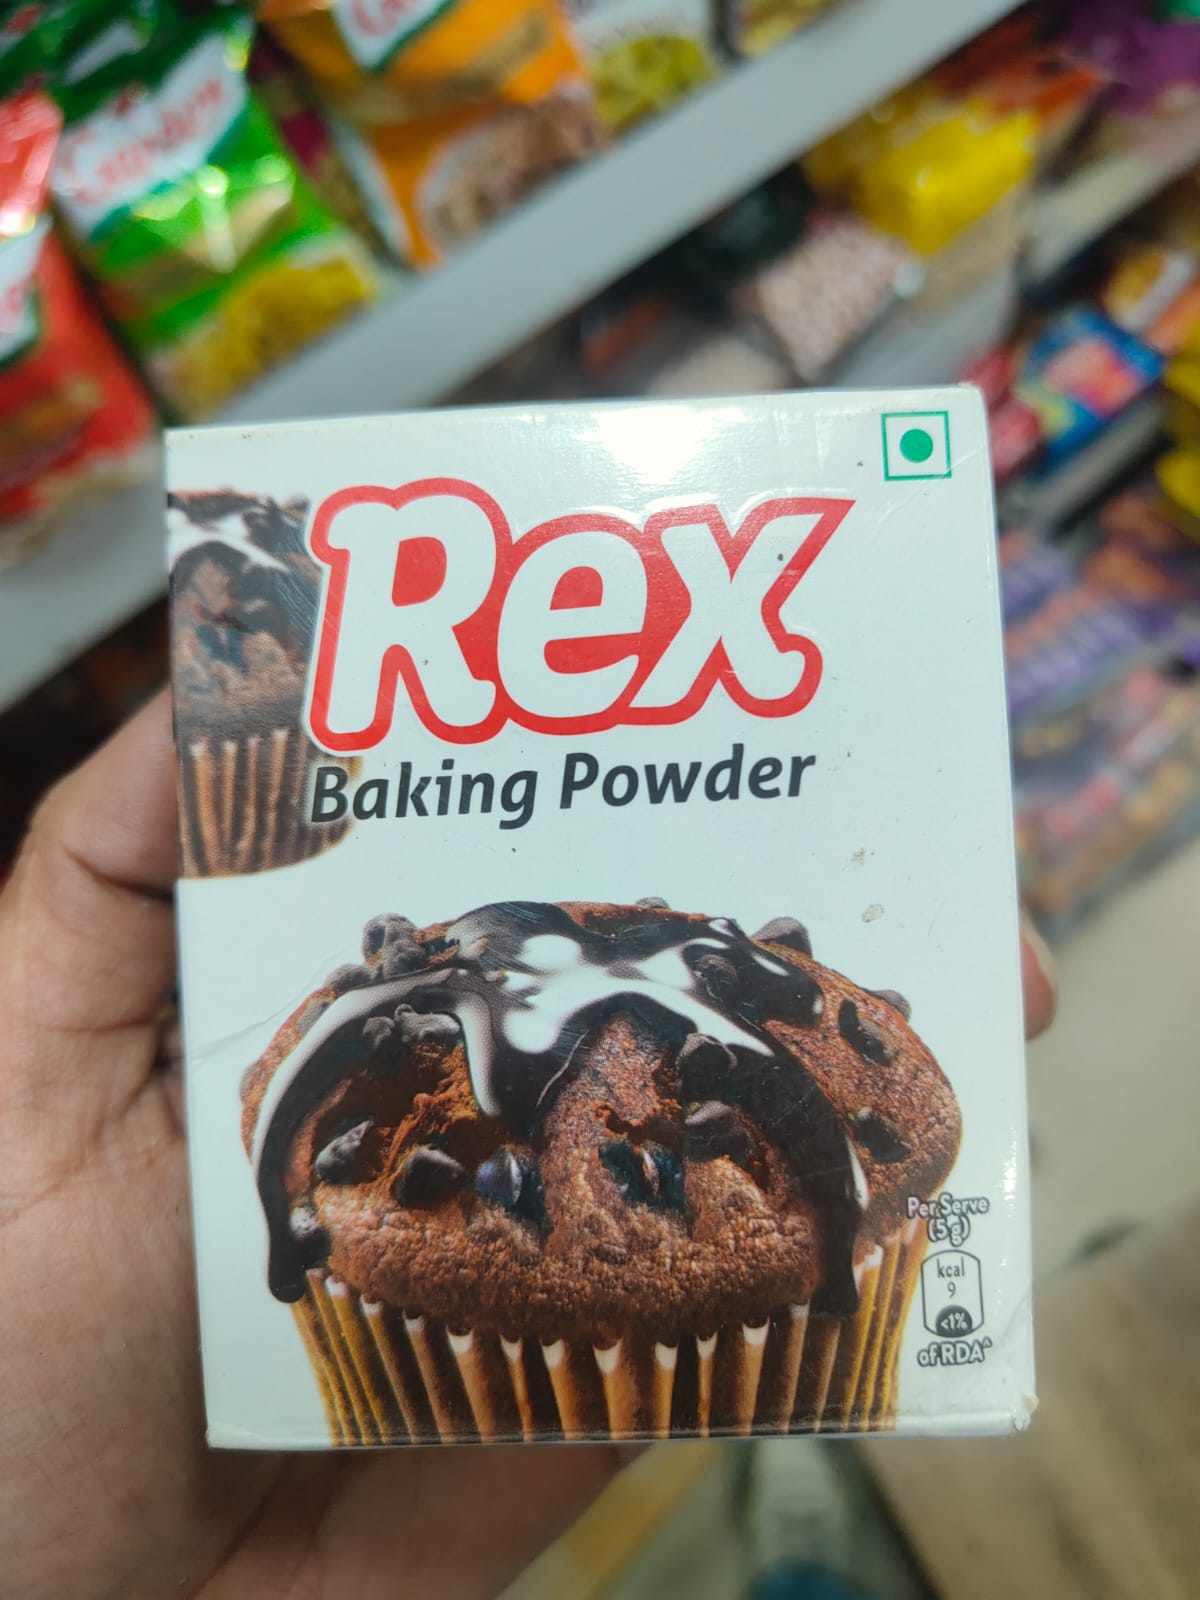 Rex
Baking Powder
Per Serve
(5g)
kcal
9
<1%
of RDA^